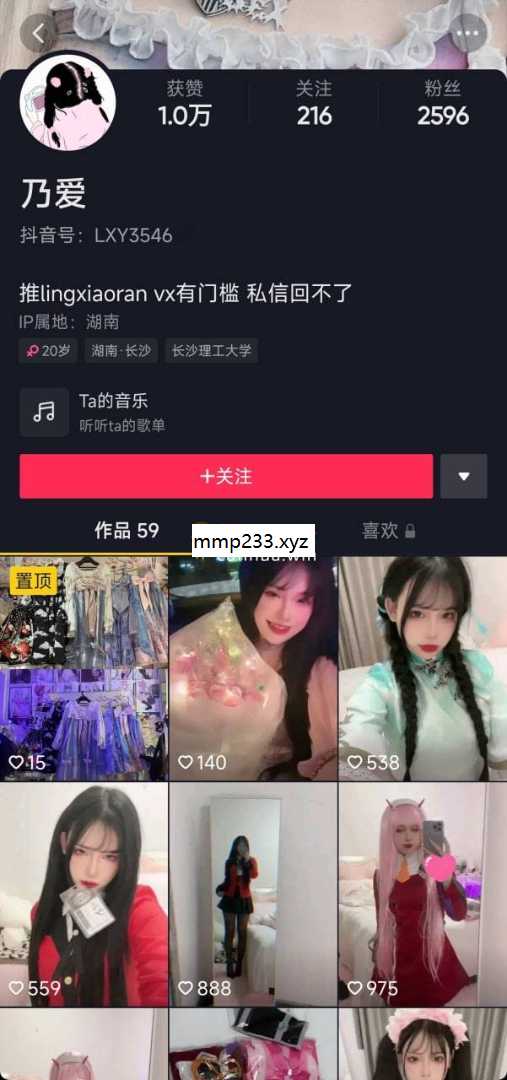 获赞 关注 粉丝
1.0万 216 2596
乃爱
抖音号：LXY3546
推lingxiaoran vx有门槛 私信回不了
IP属地：湖南
20岁 湖南·长沙 长沙理工大学
Ta的音乐
听听ta的歌单
+关注
作品 59 喜欢
mmp233.xyz
置顶
15 140 538
559 888 975